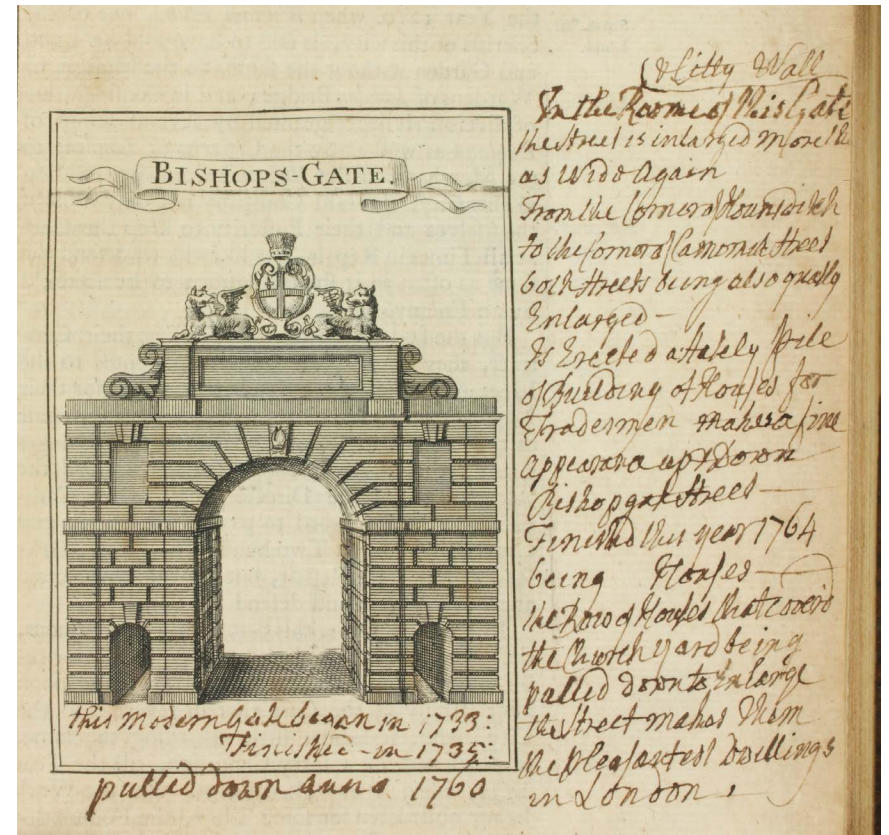 BISHOPS-GATE.
this modern Gate began in 1733:
Finished - in 1735:
pulled down anno 1760
& Citty Wall
In the Roome of this Gate
the Street is inlarged more th
as Wide Again
From the Corner of Houndsditch
to the Corner of Camomile Street
both Streets being also equally
Enlarged -
Is Erected a stately Pile
of Building of Houses for
Tradesmen makes a fine
appearance up & Down
Bishopgate Street -
Finished this year 1764
being Houses -
the Row of Houses that coverd
the Church yard being
pulled down to Enlarge
the Street makes Them
the Pleasantest Dwellings
in London .